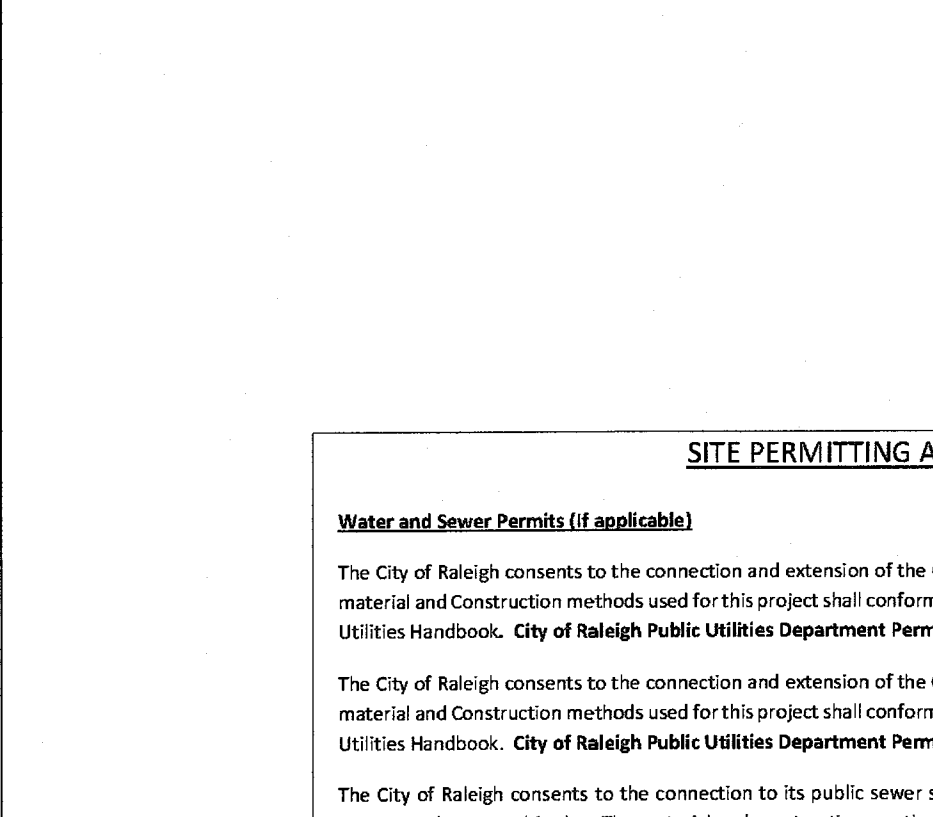 SITE PERMITTING A
Water and Sewer Permits (If applicable)
The City of Raleigh consents to the connection and extension of the
material and Construction methods used for this project shall conform
Utilities Handbook. City of Raleigh Public Utilities Department Perm
The City of Raleigh consents to the connection and extension of the
material and Construction methods used for this project shall conform
Utilities Handbook. City of Raleigh Public Utilities Department Perm
The City of Raleigh consents to the connection to its public sewer s